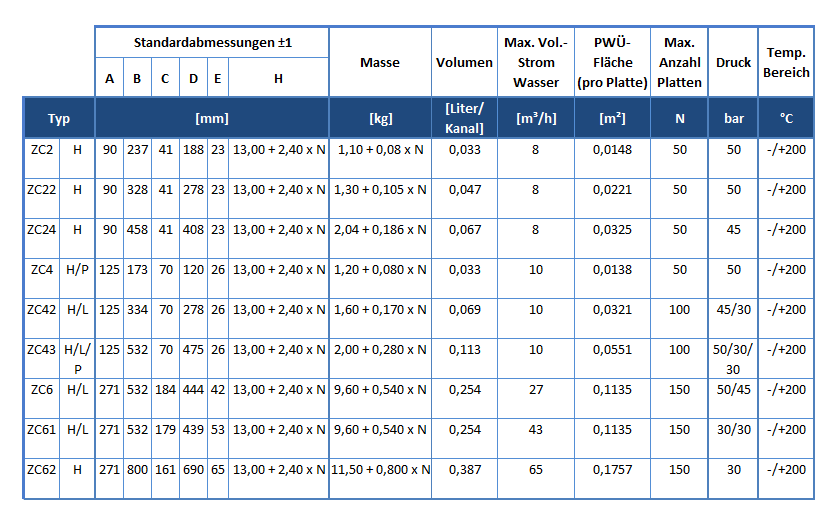 Standardabmessungen ±1 Masse Volumen Max. Vol.-Strom Wasser PWÜ-Fläche (pro Platte) Max. Anzahl Platten Druck Temp. Bereich
A B C D E H
Typ [mm] [kg] [Liter/Kanal] [m³/h] [m²] N bar °C
ZC2 H 90 237 41 188 23 13,00 + 2,40 x N 1,10 + 0,08 x N 0,033 8 0,0148 50 50 -/+200
ZC22 H 90 328 41 278 23 13,00 + 2,40 x N 1,30 + 0,105 x N 0,047 8 0,0221 50 50 -/+200
ZC24 H 90 458 41 408 23 13,00 + 2,40 x N 2,04 + 0,186 x N 0,067 8 0,0325 50 45 -/+200
ZC4 H/P 125 173 70 120 26 13,00 + 2,40 x N 1,20 + 0,080 x N 0,033 10 0,0138 50 50 -/+200
ZC42 H/L 125 334 70 278 26 13,00 + 2,40 x N 1,60 + 0,170 x N 0,069 10 0,0321 100 45/30 -/+200
ZC43 H/L/P 125 532 70 475 26 13,00 + 2,40 x N 2,00 + 0,280 x N 0,113 10 0,0551 100 50/30/30 -/+200
ZC6 H/L 271 532 184 444 42 13,00 + 2,40 x N 9,60 + 0,540 x N 0,254 27 0,1135 150 50/45 -/+200
ZC61 H/L 271 532 179 439 53 13,00 + 2,40 x N 9,60 + 0,540 x N 0,254 43 0,1135 150 30/30 -/+200
ZC62 H 271 800 161 690 65 13,00 + 2,40 x N 11,50 + 0,800 x N 0,387 65 0,1757 150 30 -/+200